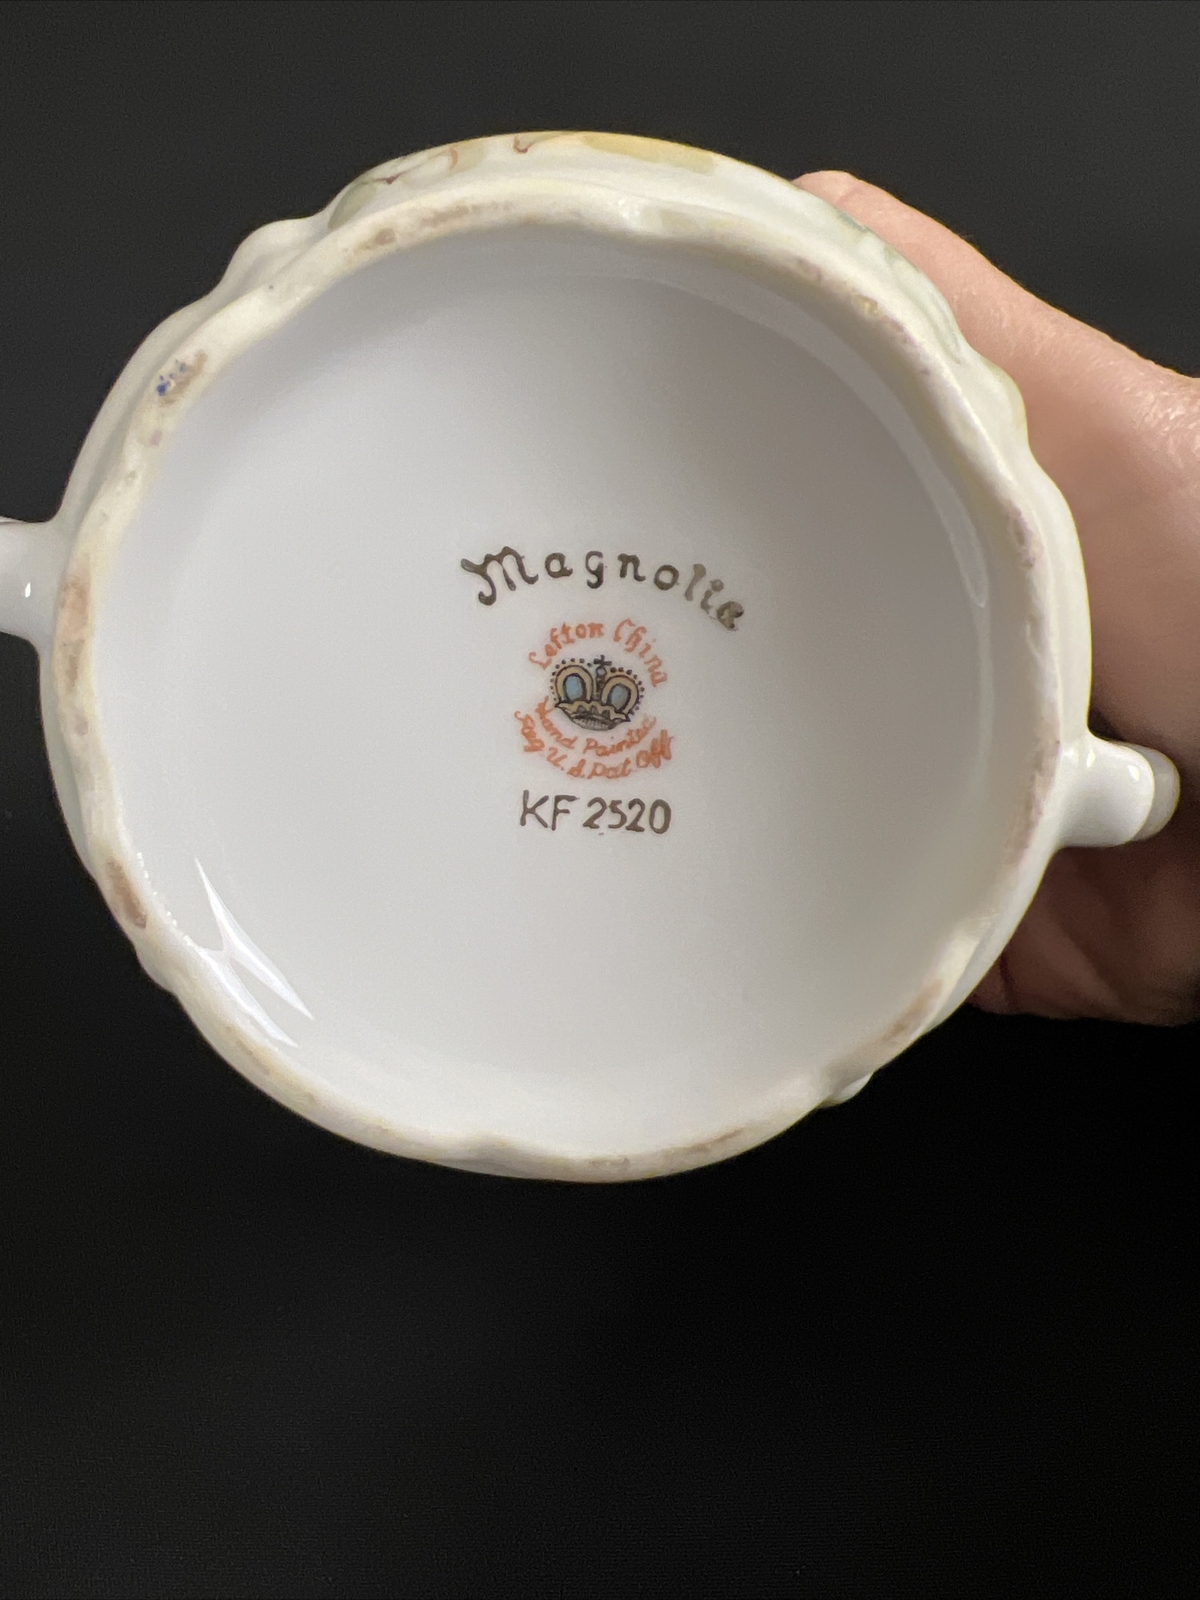 Magnolia
Lefton China
Hand Painted
Reg. U.S. Pat. Off.
KF 2520